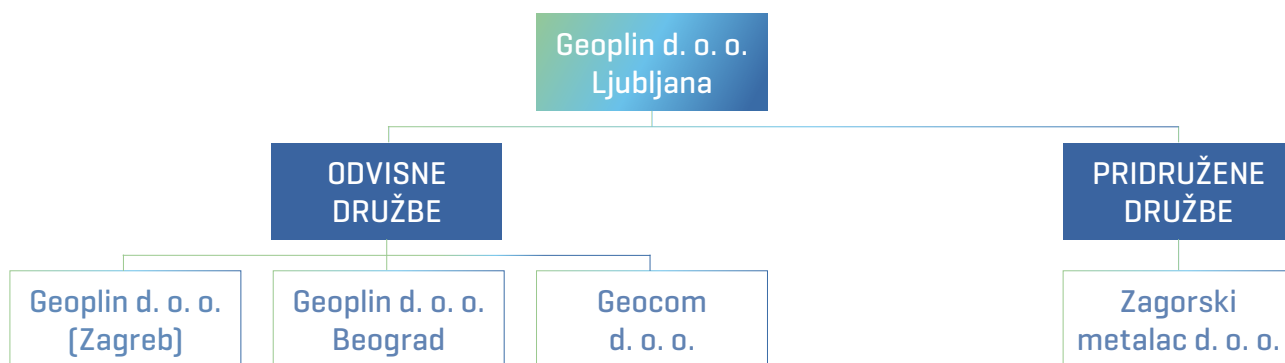 Geoplin d. o. o.
Ljubljana
ODVISNE
DRUŽBE
PRIDRUŽENE
DRUŽBE
Geoplin d. o. o.
(Zagreb)
Geoplin d. o. o.
Beograd
Geocom
d. o. o.
Zagorski
metalac d. o. o.